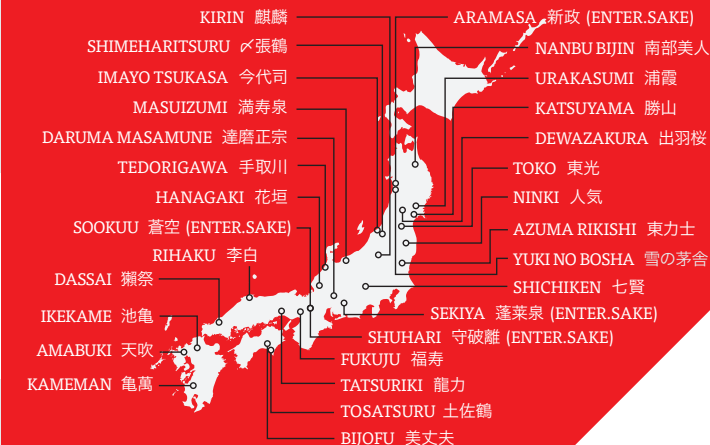 KIRIN 麒麟
SHIMEHARITSURU 〆張鶴
IMAYO TSUKASA 今代司
MASUIZUMI 満寿泉
DARUMA MASAMUNE 達磨正宗
TEDORIGAWA 手取川
HANAGAKI 花垣
SOOKUU 蒼空 (ENTER.SAKE)
RIHAKU 李白
DASSAI 獺祭
IKEKAME 池亀
AMABUKI 天吹
KAMEMAN 亀萬
ARAMASA 新政 (ENTER.SAKE)
NANBU BIJIN 南部美人
URAKASUMI 浦霞
KATSUYAMA 勝山
DEWAZAKURA 出羽桜
TOKO 東光
NINKI 人気
AZUMA RIKISHI 東力士
YUKI NO BOSHA 雪の茅舎
SHICHIKEN 七賢
SEKIYA 蓬莱泉 (ENTER.SAKE)
SHUHARI 守破離 (ENTER.SAKE)
FUKUJU 福寿
TATSURIKI 龍力
TOSATSURU 土佐鶴
BIJOFU 美丈夫